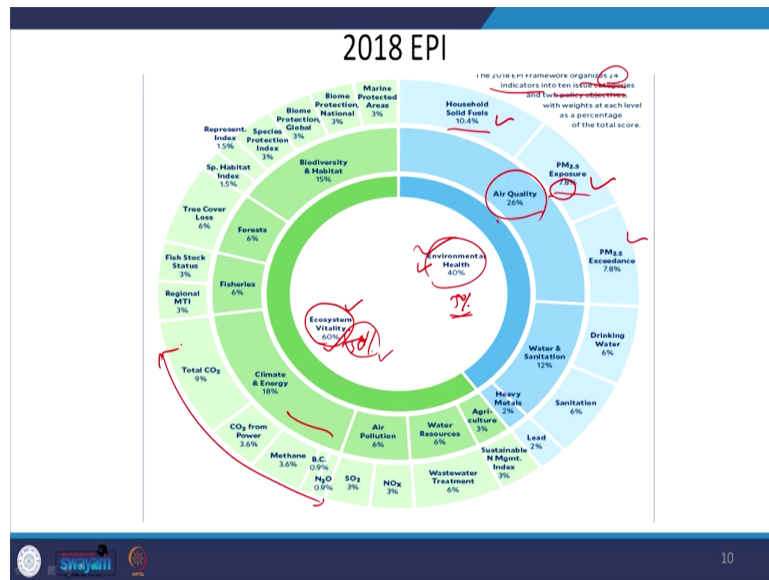 2018 EPI
The 2018 EPI Framework organizes 24
indicators into ten issue categories
and two policy objectives,
with weights at each level
as a percentage
of the total score.
Household
Solid Fuels
10.4%
PM2.5
Exposure
7.8%
PM2.5
Exceedance
7.8%
Drinking
Water
6%
Sanitation
6%
Lead
2%
Sustainable
N Mgmt.
Index
3%
Wastewater
Treatment
6%
NOX
3%
SO2
3%
B.C.
0.9%
N2O
0.9%
Methane
3.6%
CO2 from
Power
3.6%
Total CO2
9%
Regional
MTI
3%
Fish Stock
Status
3%
Tree Cover
Loss
6%
Sp. Habitat
Index
1.5%
Represent.
Index
1.5%
Species
Protection
Index
3%
Biome
Protection,
Global
3%
Biome
Protection,
National
3%
Marine
Protected
Areas
3%
Air Quality
26%
Water &
Sanitation
12%
Heavy
Metals
2%
Agri-
culture
3%
Water
Resources
6%
Air
Pollution
6%
Climate
& Energy
18%
Fisheries
6%
Forests
6%
Biodiversity
& Habitat
15%
Environmental
Health
40%
Ecosystem
Vitality
60%
swayam
10